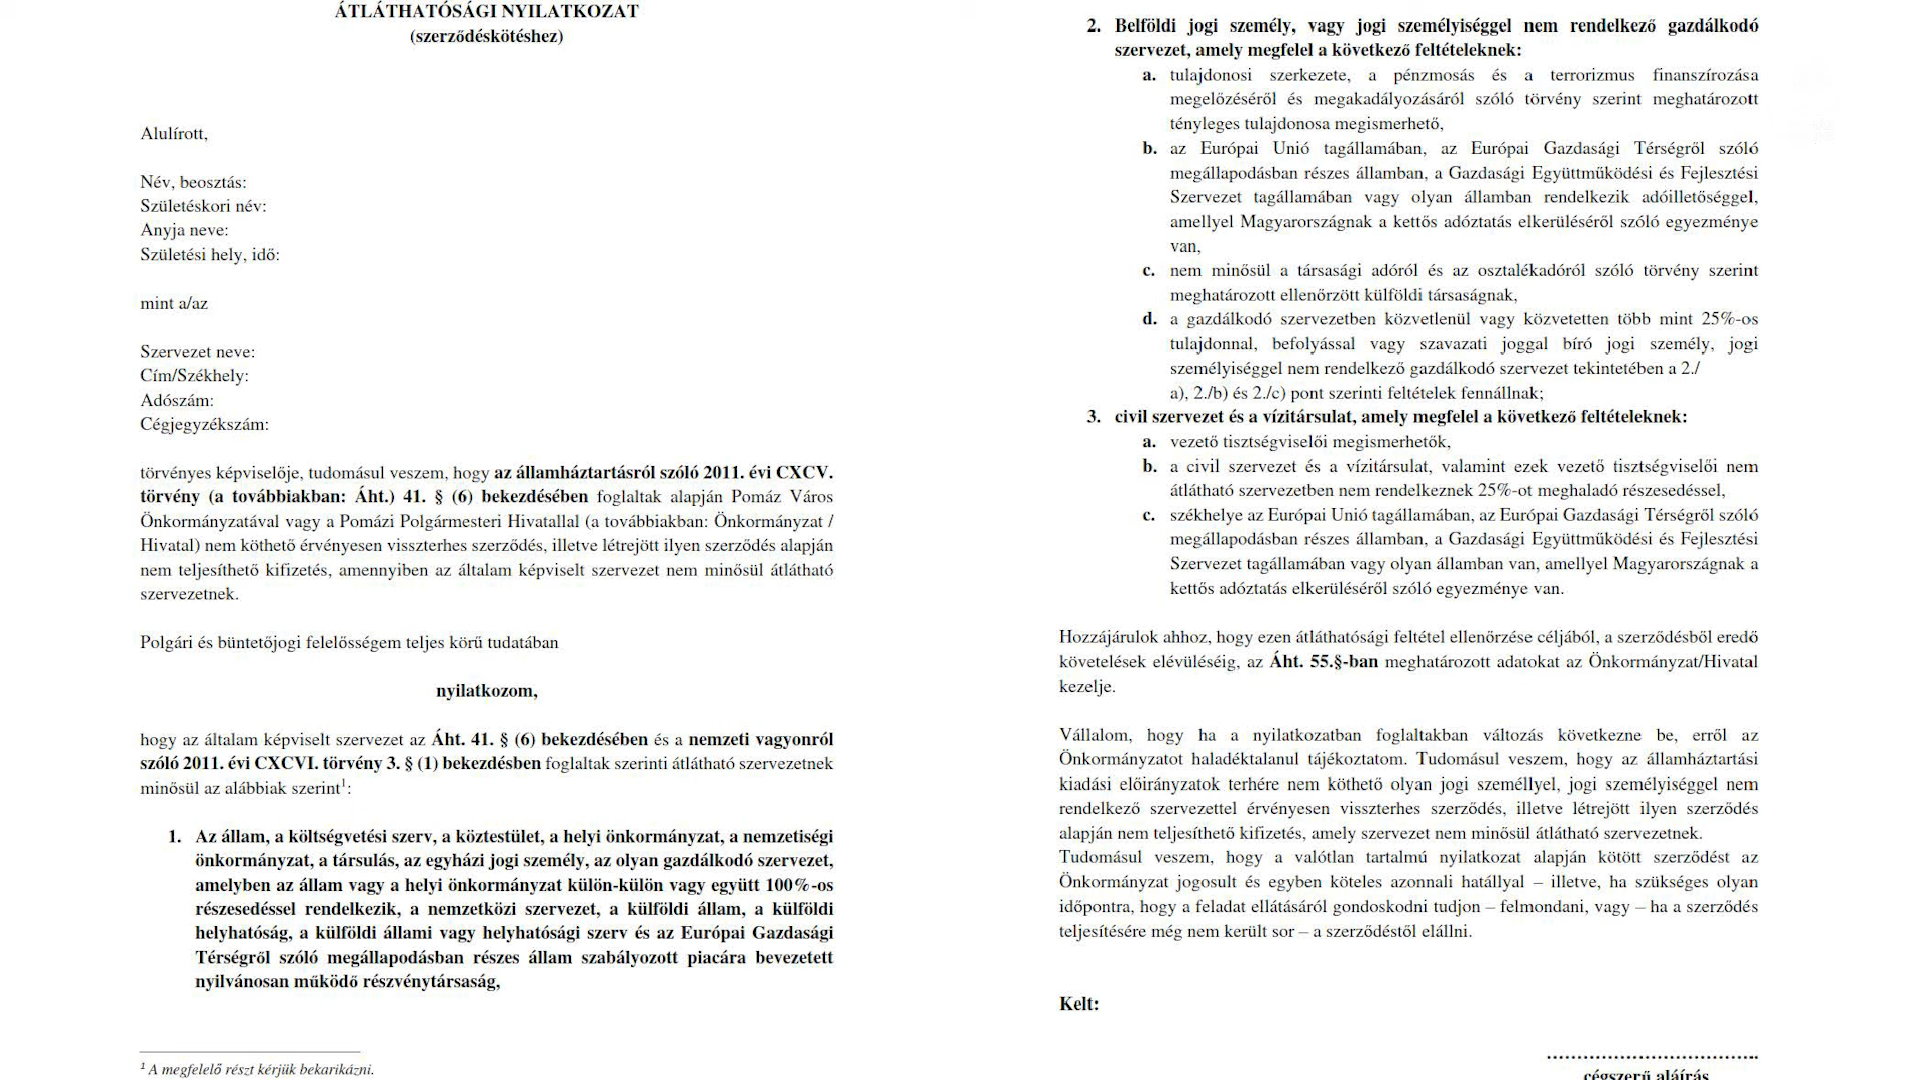 ÁTLÁTHATÓSÁGI NYILATKOZAT
(szerződéskötéshez)
Alulírott,
Név, beosztás:
Születéskori név:
Anyja neve:
Születési hely, idő:
mint a/az
Szervezet neve:
Cím/Székhely:
Adószám:
Cégjegyzékszám:
törvényes képviselője, tudomásul veszem, hogy az államháztartásról szóló 2011. évi CXCV.
törvény (a továbbiakban: Áht.) 41. § (6) bekezdésében foglaltak alapján Pomáz Város
Önkormányzatával vagy a Pomázi Polgármesteri Hivatallal (a továbbiakban: Önkormányzat /
Hivatal) nem köthető érvényesen visszterhes szerződés, illetve létrejött ilyen szerződés alapján
nem teljesíthető kifizetés, amennyiben az általam képviselt szervezet nem minősül átlátható
szervezetnek.
Polgári és büntetőjogi felelősségem teljes körű tudatában
nyilatkozom,
hogy az általam képviselt szervezet az Áht. 41. § (6) bekezdésében és a nemzeti vagyonról
szóló 2011. évi CXCVI. törvény 3. § (1) bekezdésben foglaltak szerinti átlátható szervezetnek
minősül az alábbiak szerint¹:
1. Az állam, a költségvetési szerv, a köztestület, a helyi önkormányzat, a nemzetiségi
önkormányzat, a társulás, az egyházi jogi személy, az olyan gazdálkodó szervezet,
amelyben az állam vagy a helyi önkormányzat külön-külön vagy együtt 100%-os
részesedéssel rendelkezik, a nemzetközi szervezet, a külföldi állam, a külföldi
helyhatóság, a külföldi állami vagy helyhatósági szerv és az Európai Gazdasági
Térségről szóló megállapodásban részes állam szabályozott piacára bevezetett
nyilvánosan működő részvénytársaság,
¹ A megfelelő részt kérjük bekarikázni.
2. Belföldi jogi személy, vagy jogi személyiséggel nem rendelkező gazdálkodó
szervezet, amely megfelel a következő feltételeknek:
a. tulajdonosi szerkezete, a pénzmosás és a terrorizmus finanszírozása
megelőzéséről és megakadályozásáról szóló törvény szerint meghatározott
tényleges tulajdonosa megismerhető,
b. az Európai Unió tagállamában, az Európai Gazdasági Térségről szóló
megállapodásban részes államban, a Gazdasági Együttműködési és Fejlesztési
Szervezet tagállamában vagy olyan államban rendelkezik adóilletőséggel,
amellyel Magyarországnak a kettős adóztatás elkerüléséről szóló egyezménye
van,
c. nem minősül a társasági adóról és az osztalékadóról szóló törvény szerint
meghatározott ellenőrzött külföldi társaságnak,
d. a gazdálkodó szervezetben közvetlenül vagy közvetetten több mint 25%-os
tulajdonnal, befolyással vagy szavazati joggal bíró jogi személy, jogi
személyiséggel nem rendelkező gazdálkodó szervezet tekintetében a 2./
a), 2./b) és 2./c) pont szerinti feltételek fennállnak;
3. civil szervezet és a vízitársulat, amely megfelel a következő feltételeknek:
a. vezető tisztségviselői megismerhetők,
b. a civil szervezet és a vízitársulat, valamint ezek vezető tisztségviselői nem
átlátható szervezetben nem rendelkeznek 25%-ot meghaladó részesedéssel,
c. székhelye az Európai Unió tagállamában, az Európai Gazdasági Térségről szóló
megállapodásban részes államban, a Gazdasági Együttműködési és Fejlesztési
Szervezet tagállamában vagy olyan államban van, amellyel Magyarországnak a
kettős adóztatás elkerüléséről szóló egyezménye van.
Hozzájárulok ahhoz, hogy ezen átláthatósági feltétel ellenőrzése céljából, a szerződésből eredő
követelések elévüléséig, az Áht. 55.§-ban meghatározott adatokat az Önkormányzat/Hivatal
kezelje.
Vállalom, hogy ha a nyilatkozatban foglaltakban változás következne be, erről az
Önkormányzatot haladéktalanul tájékoztatom. Tudomásul veszem, hogy az államháztartási
kiadási előirányzatok terhére nem köthető olyan jogi személlyel, jogi személyiséggel nem
rendelkező szervezettel érvényesen visszterhes szerződés, illetve létrejött ilyen szerződés
alapján nem teljesíthető kifizetés, amely szervezet nem minősül átlátható szervezetnek.
Tudomásul veszem, hogy a valótlan tartalmú nyilatkozat alapján kötött szerződést az
Önkormányzat jogosult és egyben köteles azonnali hatállyal – illetve, ha szükséges olyan
időpontra, hogy a feladat ellátásáról gondoskodni tudjon – felmondani, vagy – ha a szerződés
teljesítésére még nem került sor – a szerződéstől elállni.
Kelt:
.......................................
cégszerű aláírás